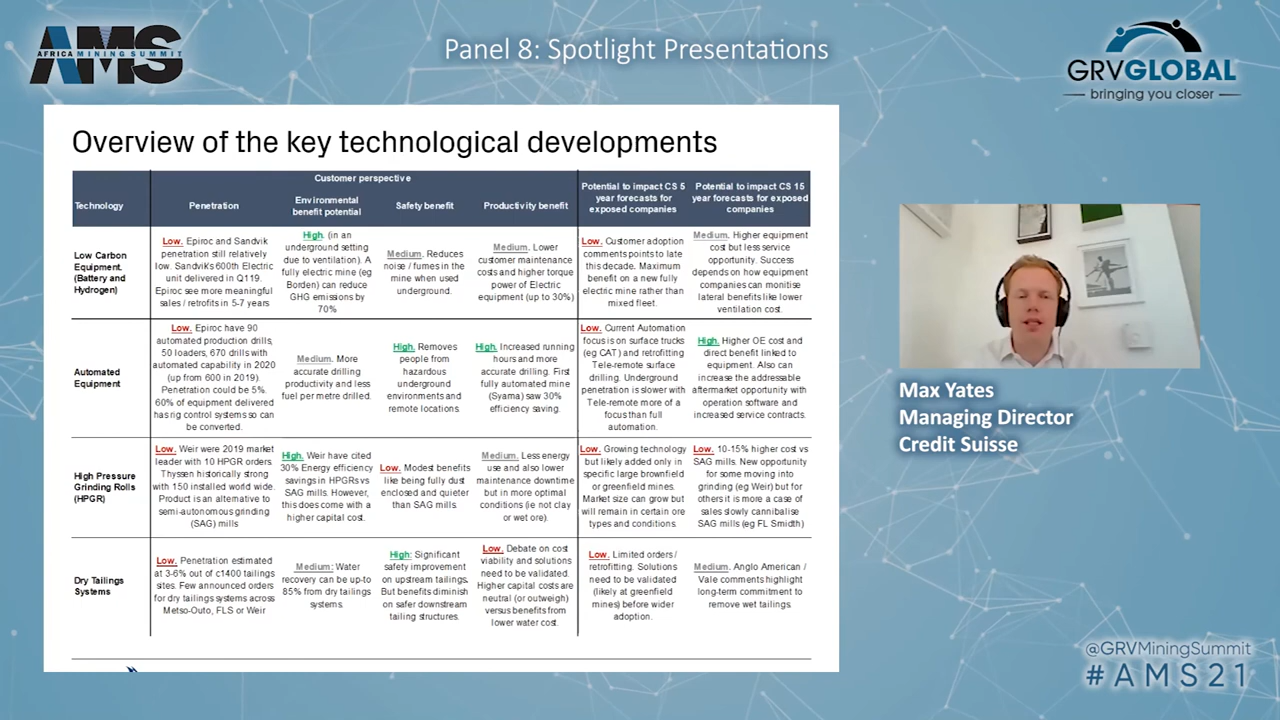 AMS
AFRICA MINING SUMMIT
Panel 8: Spotlight Presentations
GRVGLOBAL
bringing you closer
Overview of the key technological developments
Customer perspective
Technology
Penetration
Environmental
benefit potential
Safety benefit
Productivity benefit
Potential to impact CS 5
year forecasts for
exposed companies
Potential to impact CS 15
year forecasts for exposed
companies
Low Carbon
Equipment.
(Battery and
Hydrogen)
Low. Epiroc and Sandvik
penetration still relatively
low. Sandvik's 600th Electric
unit delivered in Q119.
Epiroc see more meaningful
sales / retrofits in 5-7 years
High. (in an
underground setting
due to ventilation). A
fully electric mine (eg
Borden) can reduce
GHG emissions by
70%
Medium. Reduces
noise / fumes in the
mine when used
underground.
Medium. Lower
customer maintenance
costs and higher torque
power of Electric
equipment (up to 30%)
Low. Customer adoption
comments points to late
this decade. Maximum
benefit on a new fully
electric mine rather than
mixed fleet.
Medium. Higher equipment
cost but less service
opportunity. Success
depends on how equipment
companies can monitise
lateral benefits like lower
ventilation cost.
Automated
Equipment
Low. Epiroc have 90
automated production drills,
50 loaders, 670 drills with
automated capability in 2020
(up from 600 in 2019).
Penetration could be 5%.
60% of equipment delivered
has rig control systems so can
be converted.
Medium. More
accurate drilling
productivity and less
fuel per metre drilled.
High. Removes
people from
hazardous
underground
environments and
remote locations.
High. Increased running
hours and more
accurate drilling. First
fully automated mine
(Syama) saw 30%
efficiency saving.
Low. Current Automation
focus is on surface trucks
(eg CAT) and retrofitting
Tele-remote surface
drilling. Underground
penetration is slower with
Tele-remote more of a
focus than full
automation.
High. Higher OE cost and
direct benefit linked to
equipment. Also can
increase the addressable
aftermarket opportunity with
operation software and
increased service contracts.
High Pressure
Grinding Rolls
(HPGR)
Low. Weir were 2019 market
leader with 10 HPGR orders.
Thyssen historically strong
with 150 installed world wide.
Product is an alternative to
semi-autonomous grinding
(SAG) mills
High. Weir have cited
30% Energy efficiency
savings in HPGRs vs
SAG mills. However,
this does come with a
higher capital cost.
Low. Modest benefits
like being fully dust
enclosed and quieter
than SAG mills.
Medium. Less energy
use and also lower
maintenance downtime
but in more optimal
conditions (ie not clay
or wet ore).
Low. Growing technology
but likely added only in
specific large brownfield
or greenfield mines.
Market size can grow but
will remain in certain ore
types and conditions.
Low. 10-15% higher cost vs
SAG mills. New opportunity
for some moving into
grinding (eg Weir) but for
others it is more a case of
sales slowly cannibalise
SAG mills (eg FL Smidth)
Dry Tailings
Systems
Low. Penetration estimated
at 3-6% out of c1400 tailings
sites. Few announced orders
for dry tailings systems across
Metso-Outo, FLS or Weir
Medium: Water
recovery can be up-to
85% from dry tailings
systems.
High: Significant
safety improvement
on upstream tailings.
But benefits diminish
on safer downstream
tailing structures.
Low. Debate on cost
viability and solutions
need to be validated.
Higher capital costs are
neutral (or outweigh)
versus benefits from
lower water cost.
Low. Limited orders /
retrofitting. Solutions
need to be validated
(likely at greenfield
mines) before wider
adoption.
Medium. Anglo American /
Vale comments highlight
long-term commitment to
remove wet tailings.
Max Yates
Managing Director
Credit Suisse
@GRVMiningSummit
#AMS21